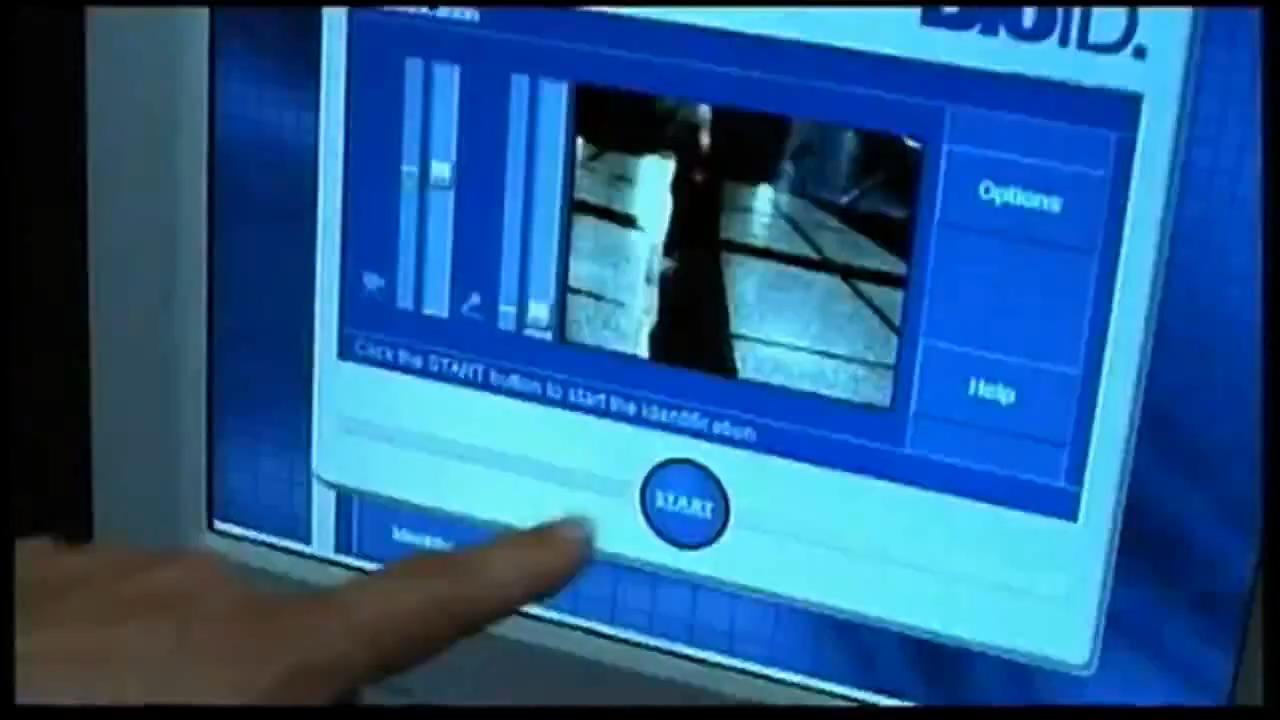 BioID.
Options
Help
Click the START button to start the identification
START